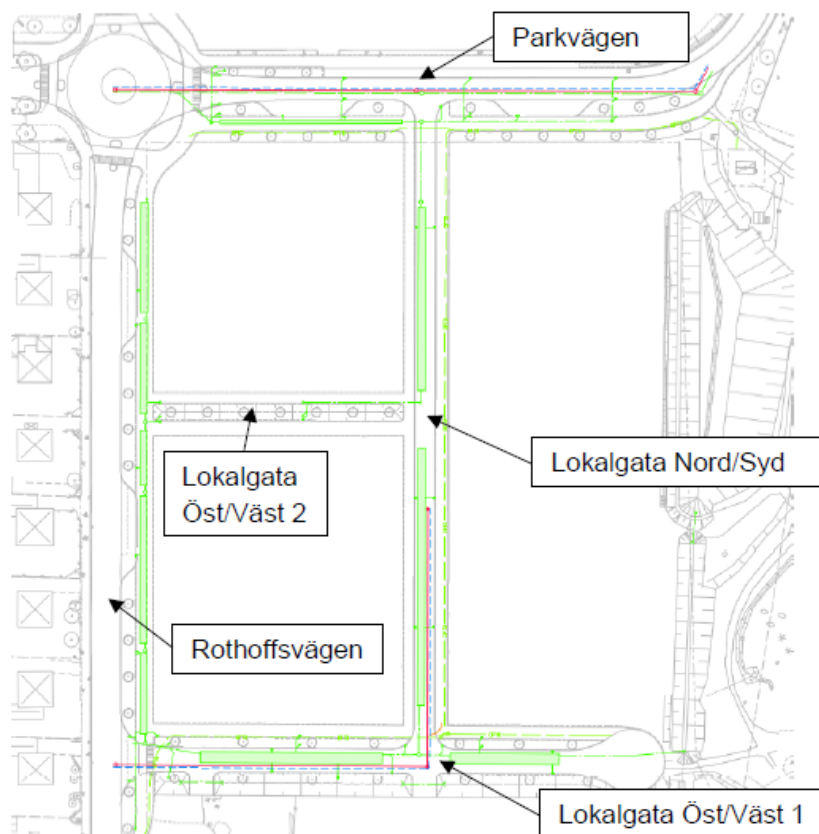 Parkvägen
Lokalgata
Öst/Väst 2
Lokalgata Nord/Syd
Rothoffsvägen
Lokalgata Öst/Väst 1